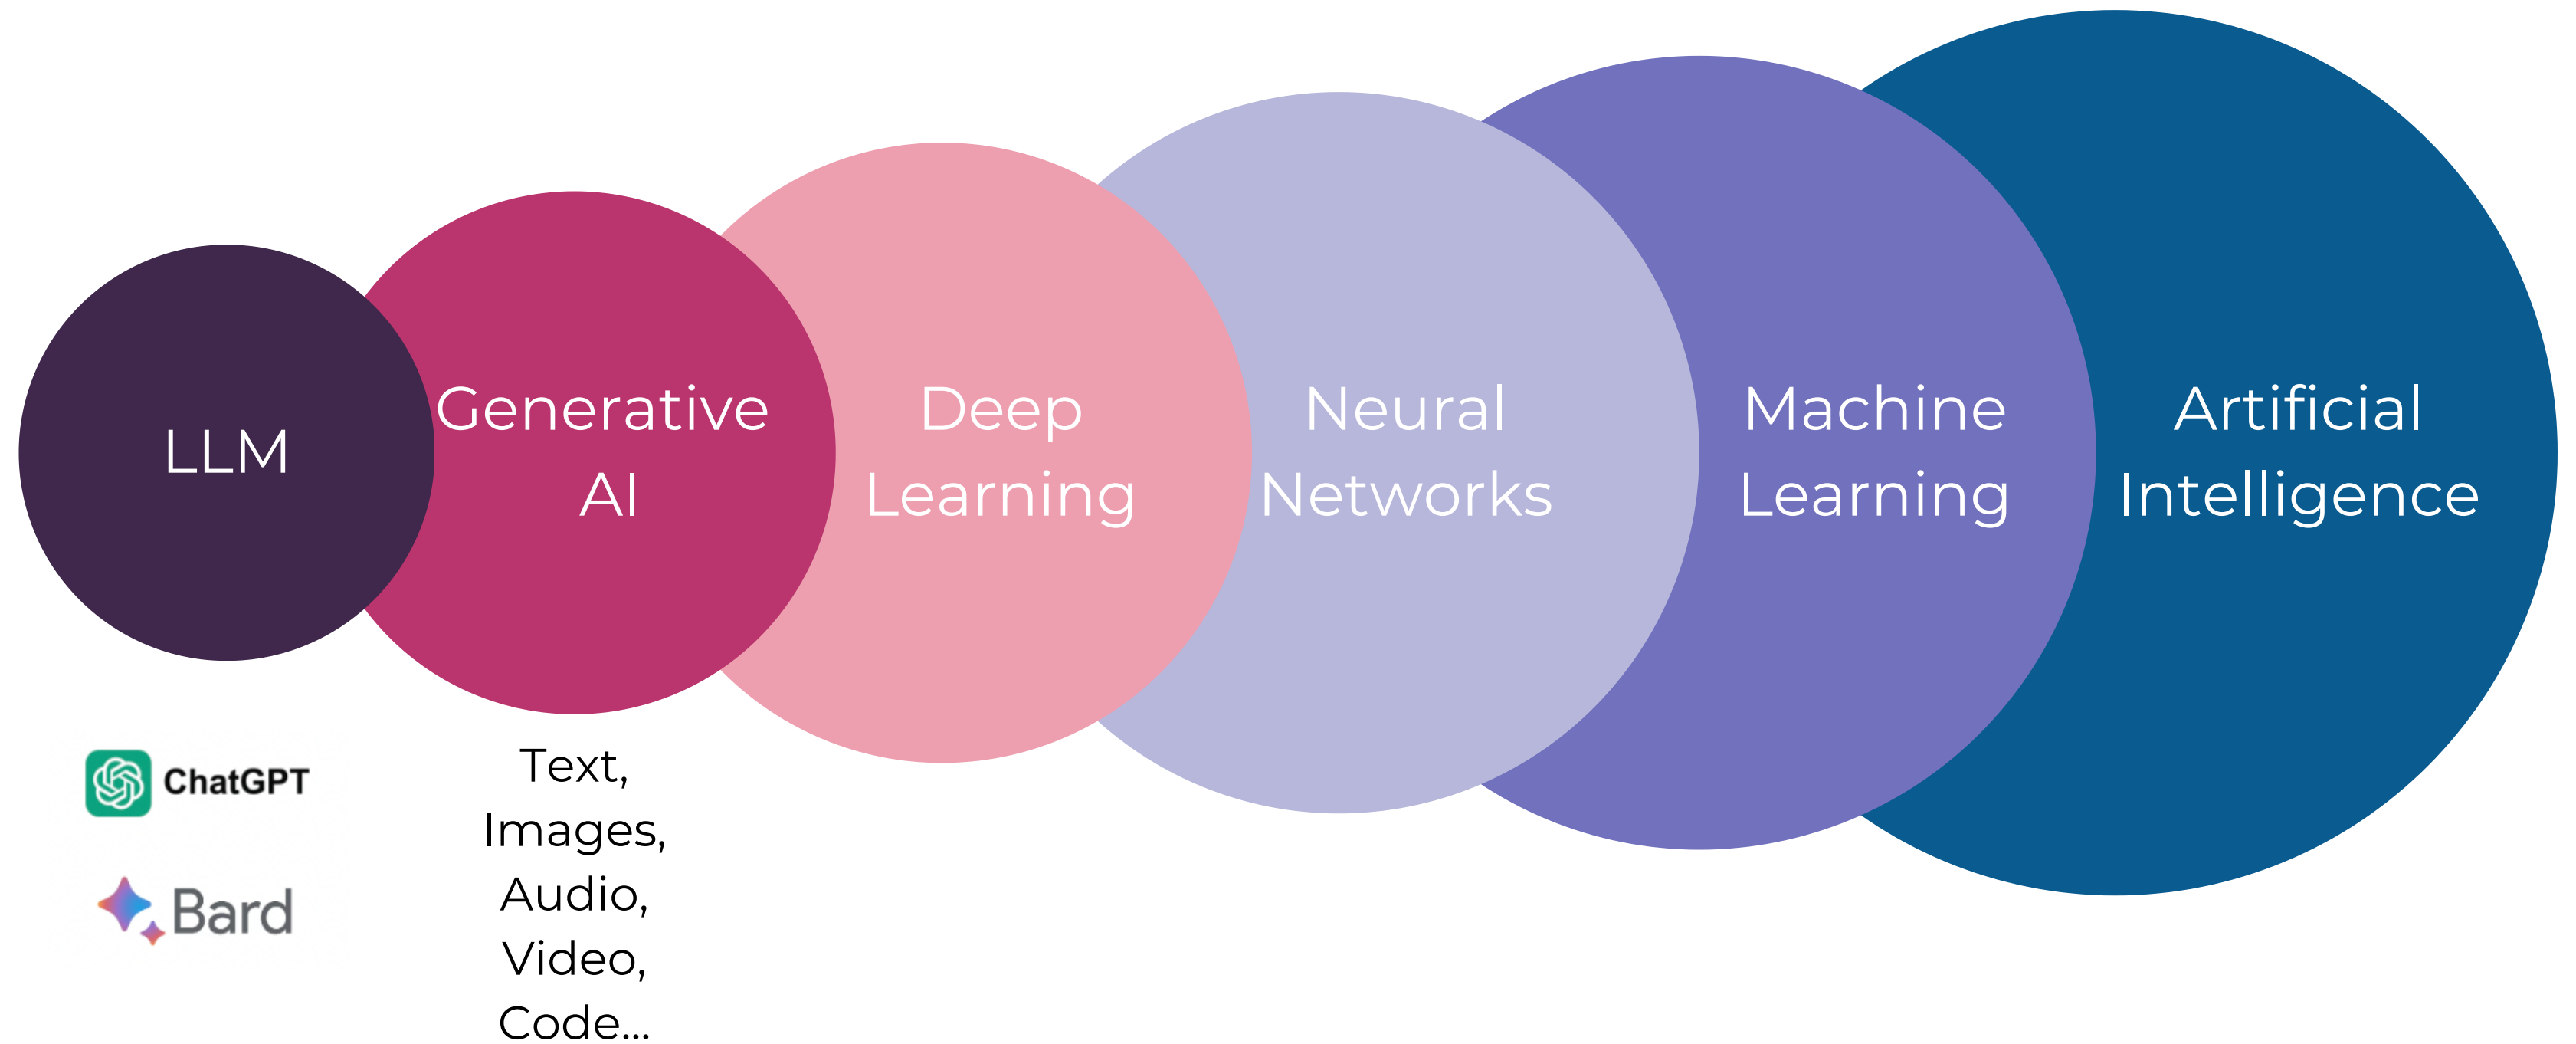 LLM
Generative
AI
Deep
Learning
Neural
Networks
Machine
Learning
Artificial
Intelligence
ChatGPT
Bard
Text,
Images,
Audio,
Video,
Code...